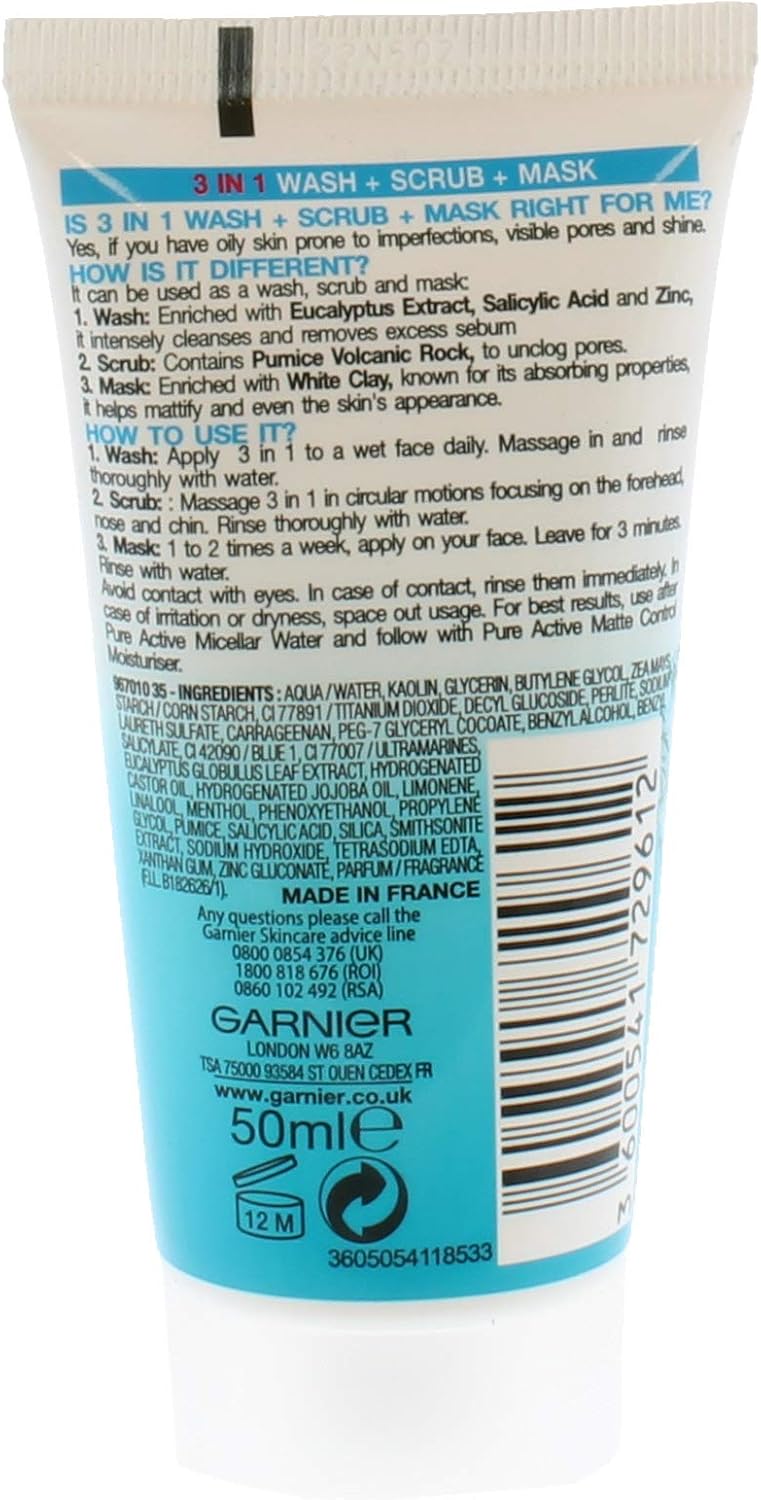 22N502
3 IN 1 WASH + SCRUB + MASK
IS 3 IN 1 WASH + SCRUB + MASK RIGHT FOR ME?
Yes, if you have oily skin prone to imperfections, visible pores and shine.
HOW IS IT DIFFERENT?
It can be used as a wash, scrub and mask:
1. Wash: Enriched with Eucalyptus Extract, Salicylic Acid and Zinc,
it intensely cleanses and removes excess sebum
2. Scrub: Contains Pumice Volcanic Rock, to unclog pores.
3. Mask: Enriched with White Clay, known for its absorbing properties,
it helps mattify and even the skin's appearance.
HOW TO USE IT?
1. Wash: Apply 3 in 1 to a wet face daily. Massage in and rinse
thoroughly with water.
2. Scrub: : Massage 3 in 1 in circular motions focusing on the forehead,
nose and chin. Rinse thoroughly with water.
3. Mask: 1 to 2 times a week, apply on your face. Leave for 3 minutes.
Rinse with water.
Avoid contact with eyes. In case of contact, rinse them immediately. In
case of irritation or dryness, space out usage. For best results, use after
Pure Active Micellar Water and follow with Pure Active Matte Control
Moisturiser.
967010 35 - INGREDIENTS : AQUA / WATER, KAOLIN, GLYCERIN, BUTYLENE GLYCOL, ZEA MAYS
STARCH / CORN STARCH, CI 77891 / TITANIUM DIOXIDE, DECYL GLUCOSIDE, PERLITE, SODIUM
LAURETH SULFATE, CARRAGEENAN, PEG-7 GLYCERYL COCOATE, BENZYL ALCOHOL, BENZYL
SALICYLATE, CI 42090 / BLUE 1, CI 77007 / ULTRAMARINES,
EUCALYPTUS GLOBULUS LEAF EXTRACT, HYDROGENATED
CASTOR OIL, HYDROGENATED JOJOBA OIL, LIMONENE,
LINALOOL, MENTHOL, PHENOXYETHANOL, PROPYLENE
GLYCOL, PUMICE, SALICYLIC ACID, SILICA, SMITHSONITE
EXTRACT, SODIUM HYDROXIDE, TETRASODIUM EDTA,
XANTHAN GUM, ZINC GLUCONATE, PARFUM / FRAGRANCE
(F.I.L. B182626/1).
MADE IN FRANCE
Any questions please call the
Garnier Skincare advice line
0800 0854 376 (UK)
1800 818 676 (ROI)
0860 102 492 (RSA)
GARNIER
LONDON W6 8AZ
TSA 75000 93584 ST OUEN CEDEX FR
www.garnier.co.uk
50ml e
12 M
3605054118533
3 600541 729612